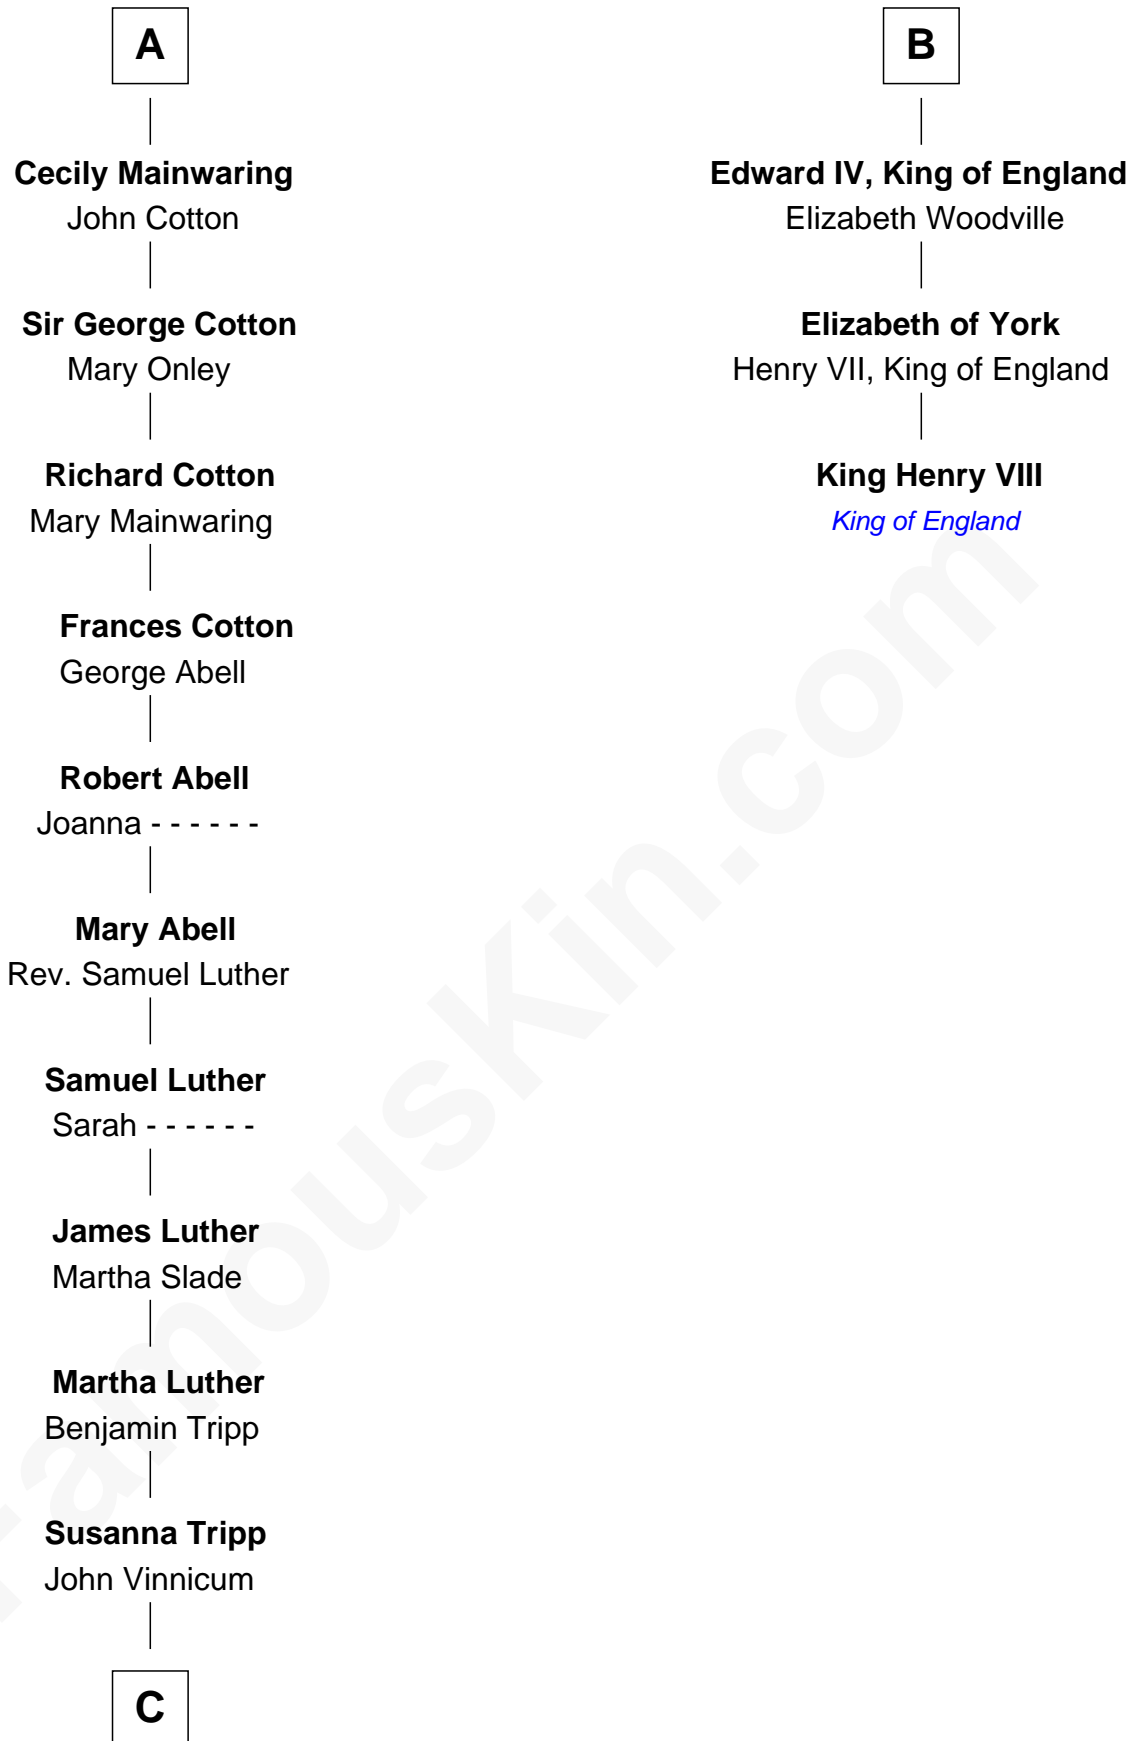 A
Cecily Mainwaring
John Cotton
Sir George Cotton
Mary Onley
Richard Cotton
Mary Mainwaring
Frances Cotton
George Abell
Robert Abell
Joanna - - - - - -
Mary Abell
Rev. Samuel Luther
Samuel Luther
Sarah - - - - - -
James Luther
Martha Slade
Martha Luther
Benjamin Tripp
Susanna Tripp
John Vinnicum
C
B
Edward IV, King of England
Elizabeth Woodville
Elizabeth of York
Henry VII, King of England
King Henry VIII
King of England
FamousKin.com